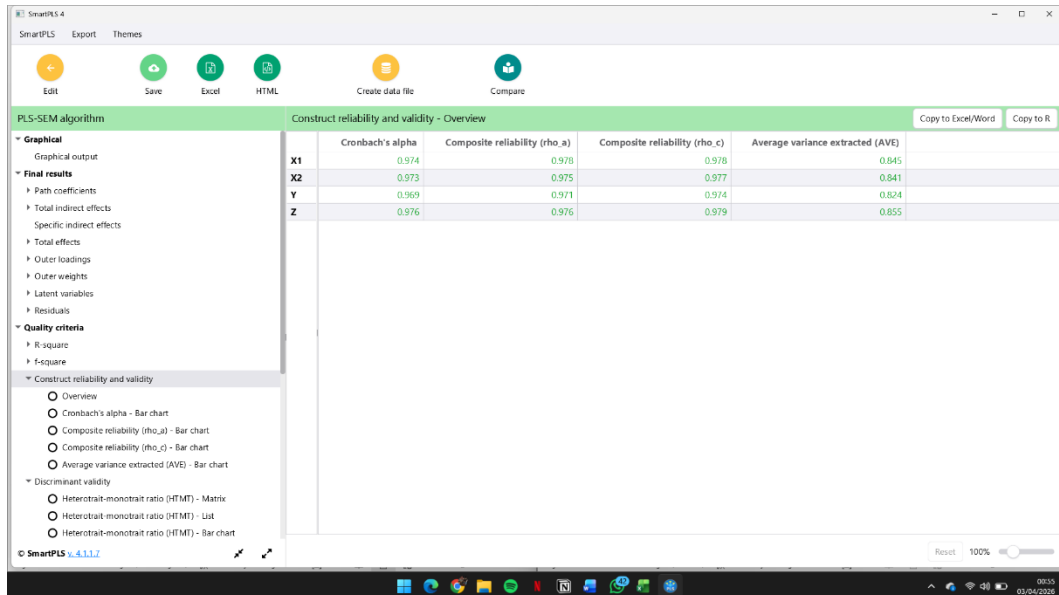 SmartPLS 4
SmartPLS Export Themes
Edit Save Excel HTML Create data file Compare
PLS-SEM algorithm
Construct reliability and validity - Overview
Copy to Excel/Word Copy to R
Graphical
Graphical output
Final results
Path coefficients
Total indirect effects
Specific indirect effects
Total effects
Outer loadings
Outer weights
Latent variables
Residuals
Quality criteria
R-square
f-square
Construct reliability and validity
Overview
Cronbach's alpha - Bar chart
Composite reliability (rho_a) - Bar chart
Composite reliability (rho_c) - Bar chart
Average variance extracted (AVE) - Bar chart
Discriminant validity
Heterotrait-monotrait ratio (HTMT) - Matrix
Heterotrait-monotrait ratio (HTMT) - List
Heterotrait-monotrait ratio (HTMT) - Bar chart
© SmartPLS v. 4.1.1.7
Cronbach's alpha Composite reliability (rho_a) Composite reliability (rho_c) Average variance extracted (AVE)
X1 0.974 0.978 0.978 0.845
X2 0.973 0.975 0.977 0.841
Y 0.969 0.971 0.974 0.824
Z 0.976 0.976 0.979 0.855
Reset 100%
42
00:55
03/04/2026